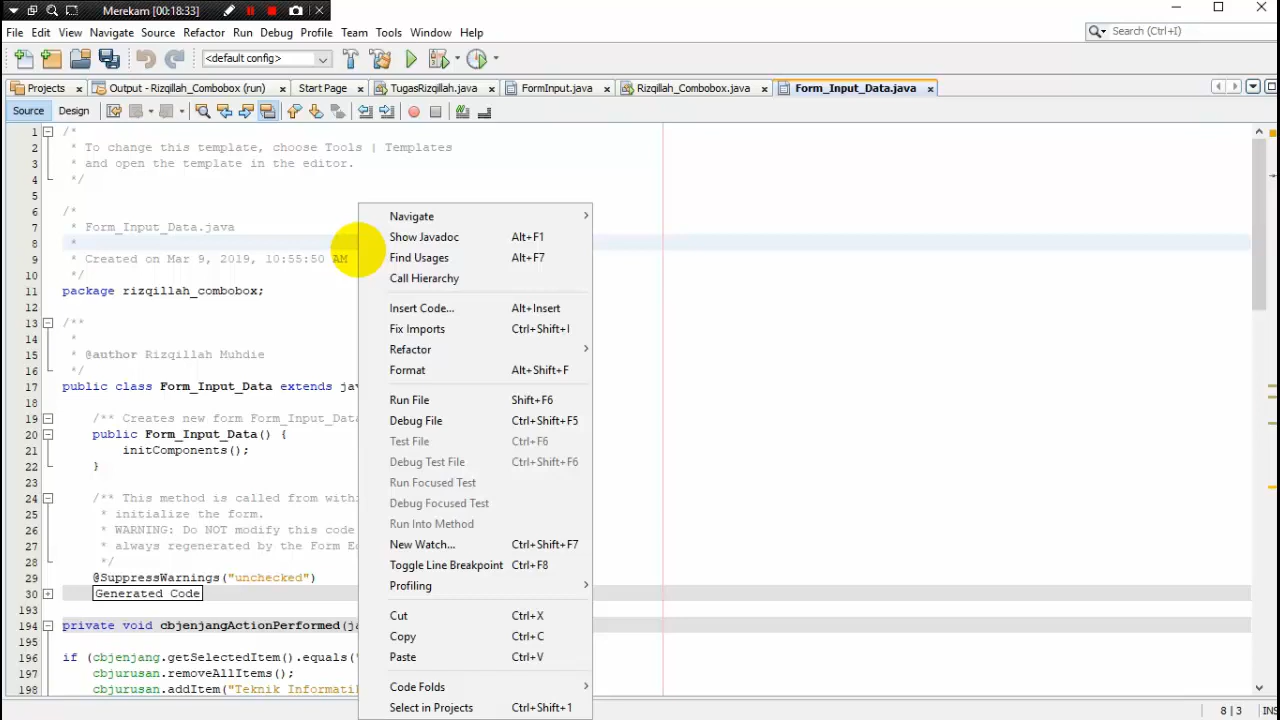 Merekam [00:18:33]
File Edit View Navigate Source Refactor Run Debug Profile Team Tools Window Help
Search (Ctrl+I)
<default config>
Projects Output - Rizqillah_Combobox (run) Start Page TugasRizqillah.java FormInput.java Rizqillah_Combobox.java Form_Input_Data.java
Source Design
1 /*
2 * To change this template, choose Tools | Templates
3 * and open the template in the editor.
4 */
5
6 /*
7 * Form_Input_Data.java
8 *
9 * Created on Mar 9, 2019, 10:55:50 AM
10 */
11 package rizqillah_combobox;
12
13 /**
14 *
15 * @author Rizqillah Muhdie
16 */
17 public class Form_Input_Data extends jav
18
19 /** Creates new form Form_Input_Data
20 public Form_Input_Data() {
21 initComponents();
22 }
23
24 /** This method is called from with
25 * initialize the form.
26 * WARNING: Do NOT modify this code
27 * always regenerated by the Form E
28 */
29 @SuppressWarnings("unchecked")
30 Generated Code
193
194 private void cbjenjangActionPerformed(ja
195
196 if (cbjenjang.getSelectedItem().equals("
197 cbjurusan.removeAllItems();
198 cbjurusan.addItem("Teknik Informati
Navigate
Show Javadoc Alt+F1
Find Usages Alt+F7
Call Hierarchy
Insert Code... Alt+Insert
Fix Imports Ctrl+Shift+I
Refactor
Format Alt+Shift+F
Run File Shift+F6
Debug File Ctrl+Shift+F5
Test File Ctrl+F6
Debug Test File Ctrl+Shift+F6
Run Focused Test
Debug Focused Test
Run Into Method
New Watch... Ctrl+Shift+F7
Toggle Line Breakpoint Ctrl+F8
Profiling
Cut Ctrl+X
Copy Ctrl+C
Paste Ctrl+V
Code Folds
Select in Projects Ctrl+Shift+1
8 | 3 INS